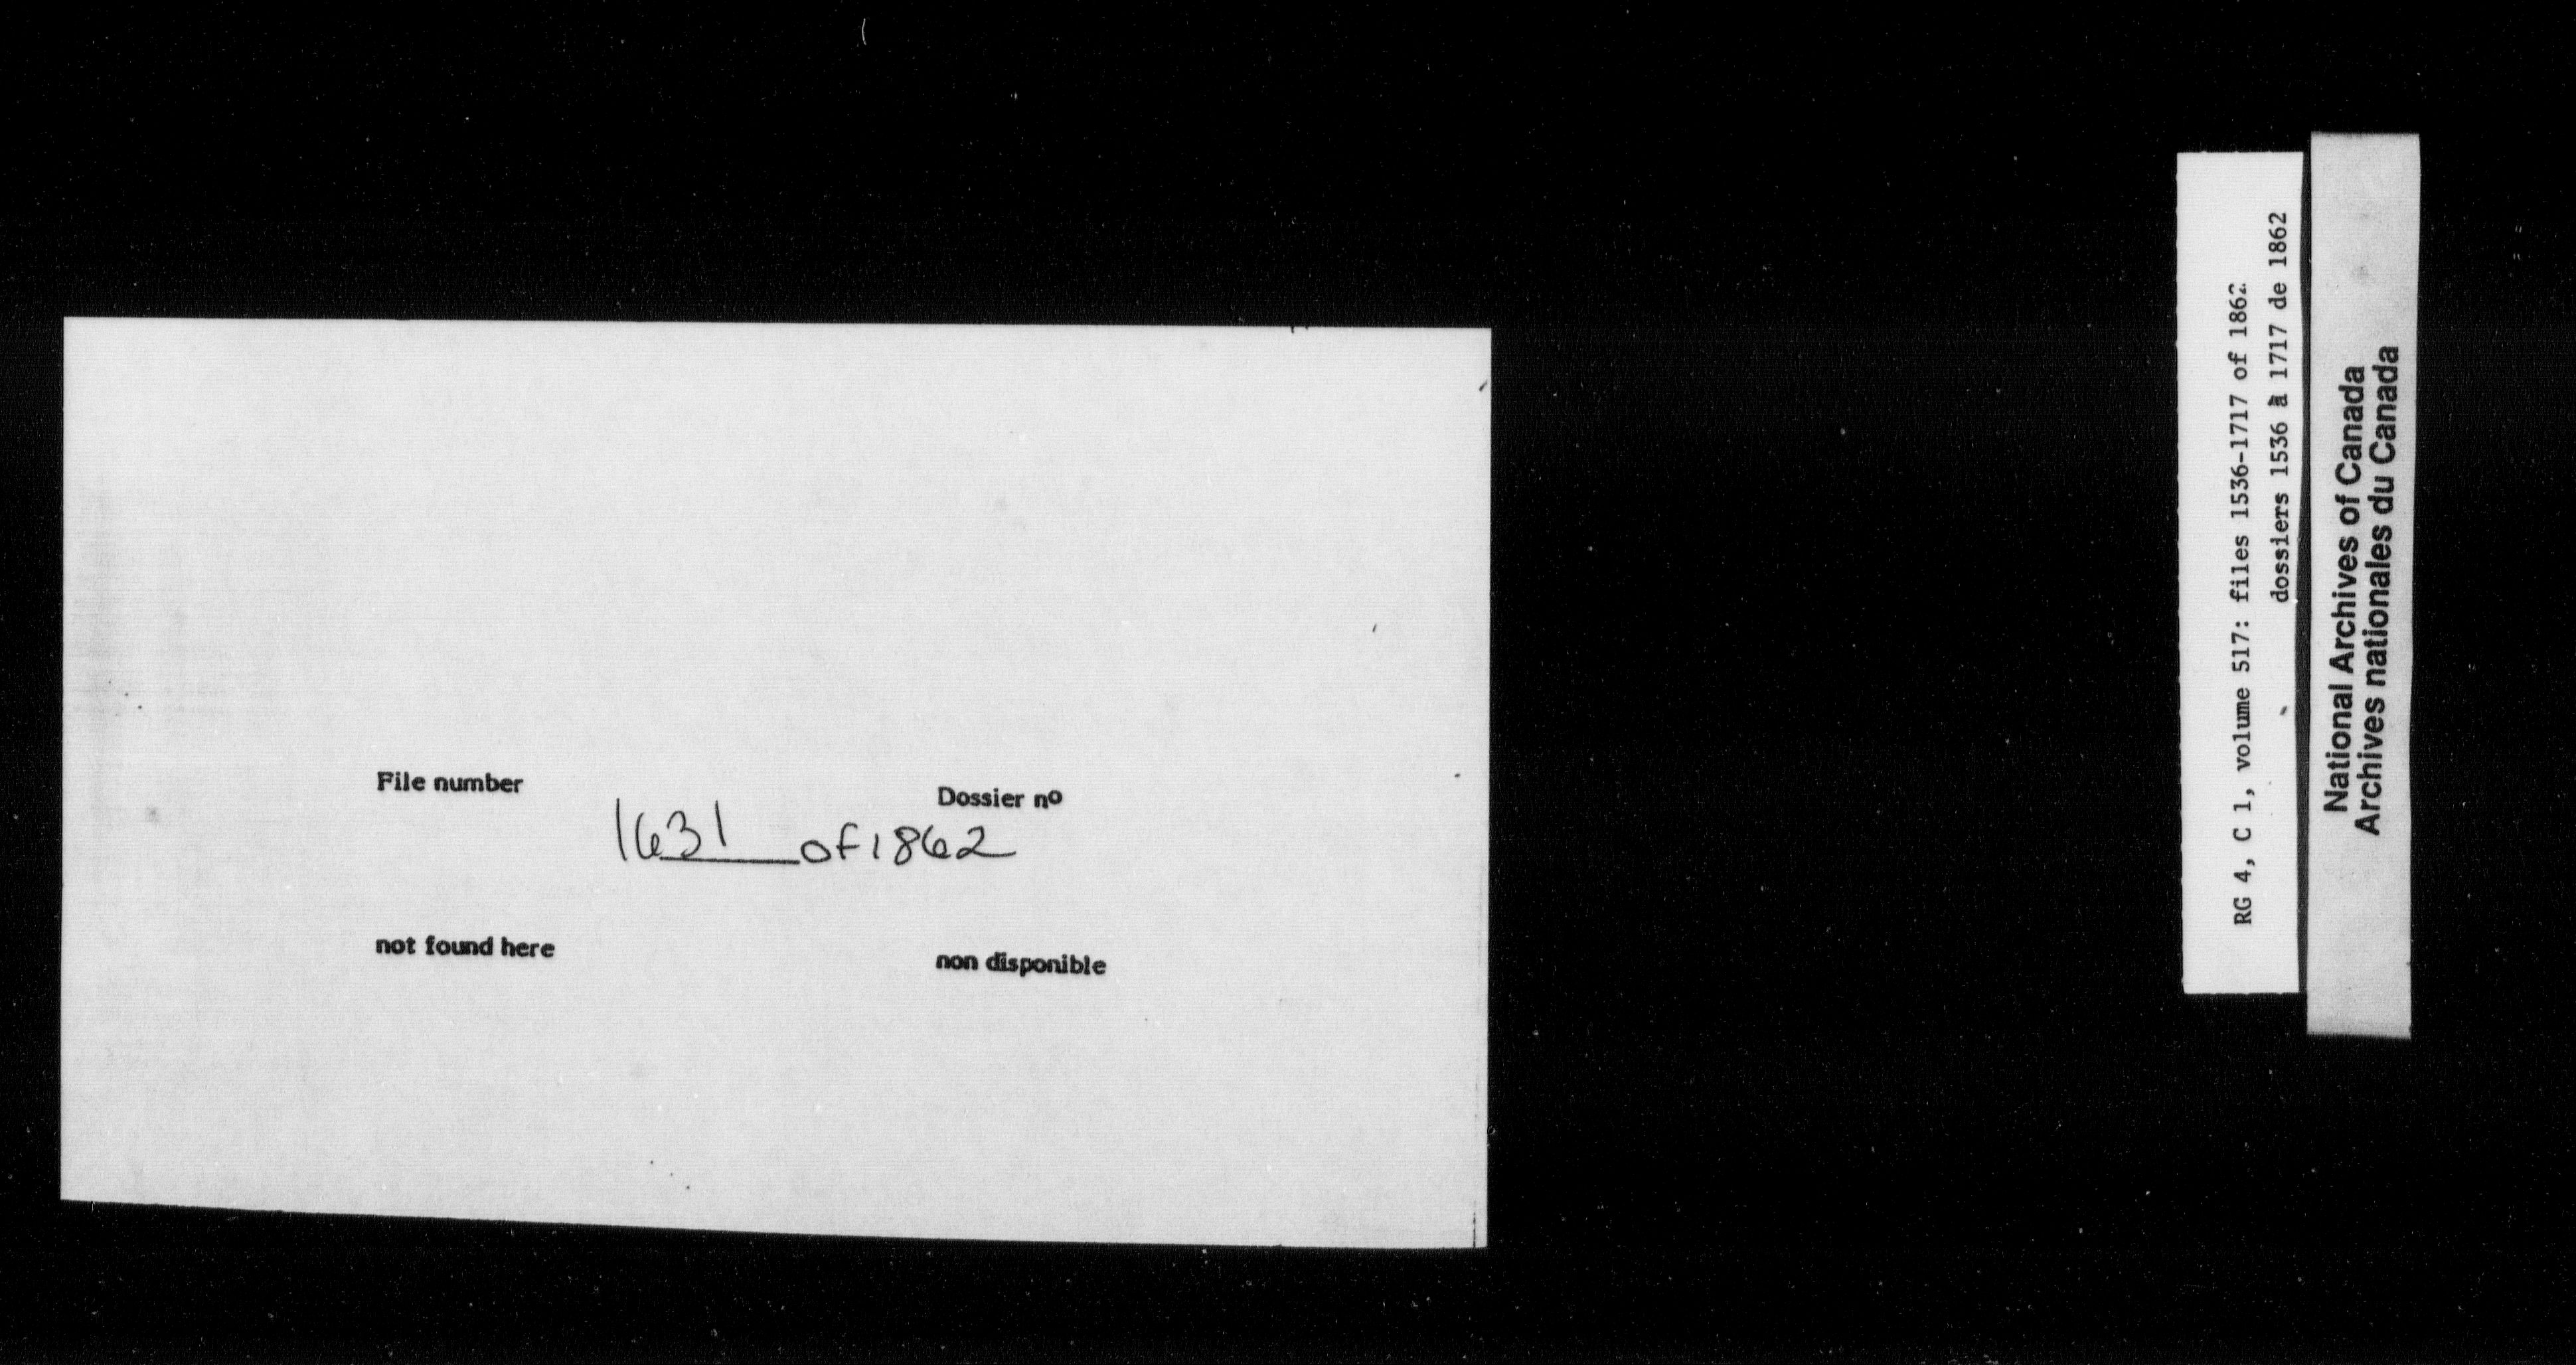 File number
Dossier nº
1631 of 1862
not found here
non disponible
RG 4, C 1, volume 517: files 1536-1717 of 1862
dossiers 1536 à 1717 de 1862
National Archives of Canada
Archives nationales du Canada